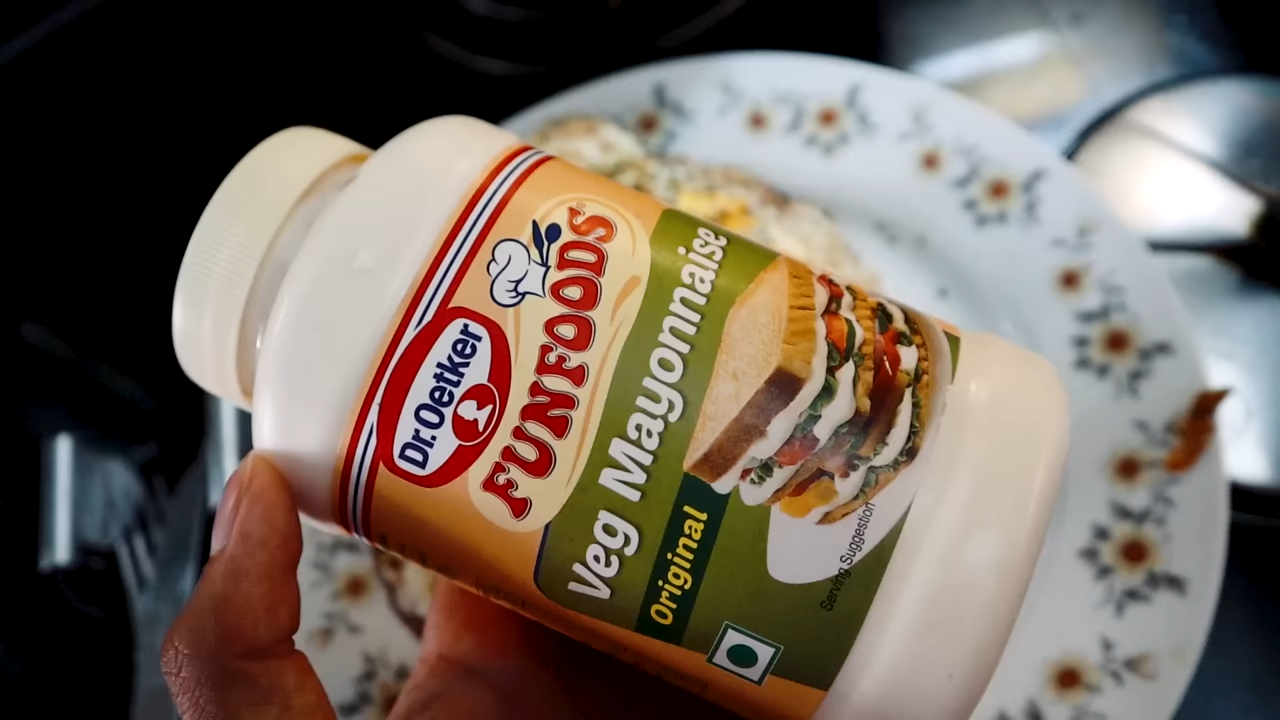 Dr.Oetker
FUNFOODS
Veg Mayonnaise
Original
Serving Suggestion